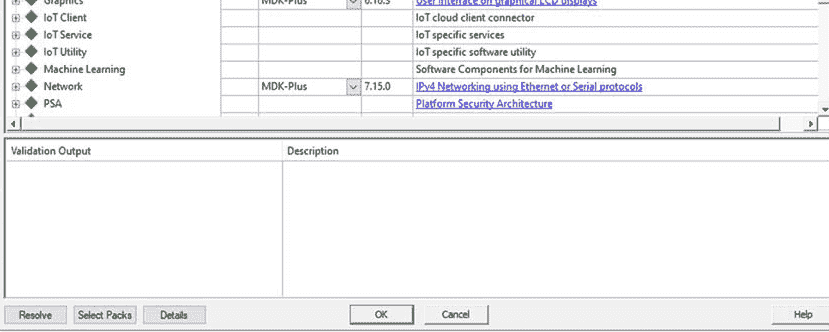 Graphics MDK-Plus 6.16.3 User Interface on graphical LCD displays
IoT Client IoT cloud client connector
IoT Service IoT specific services
IoT Utility IoT specific software utility
Machine Learning Software Components for Machine Learning
Network MDK-Plus 7.15.0 IPv4 Networking using Ethernet or Serial protocols
PSA Platform Security Architecture
Validation Output Description
Resolve Select Packs Details OK Cancel Help